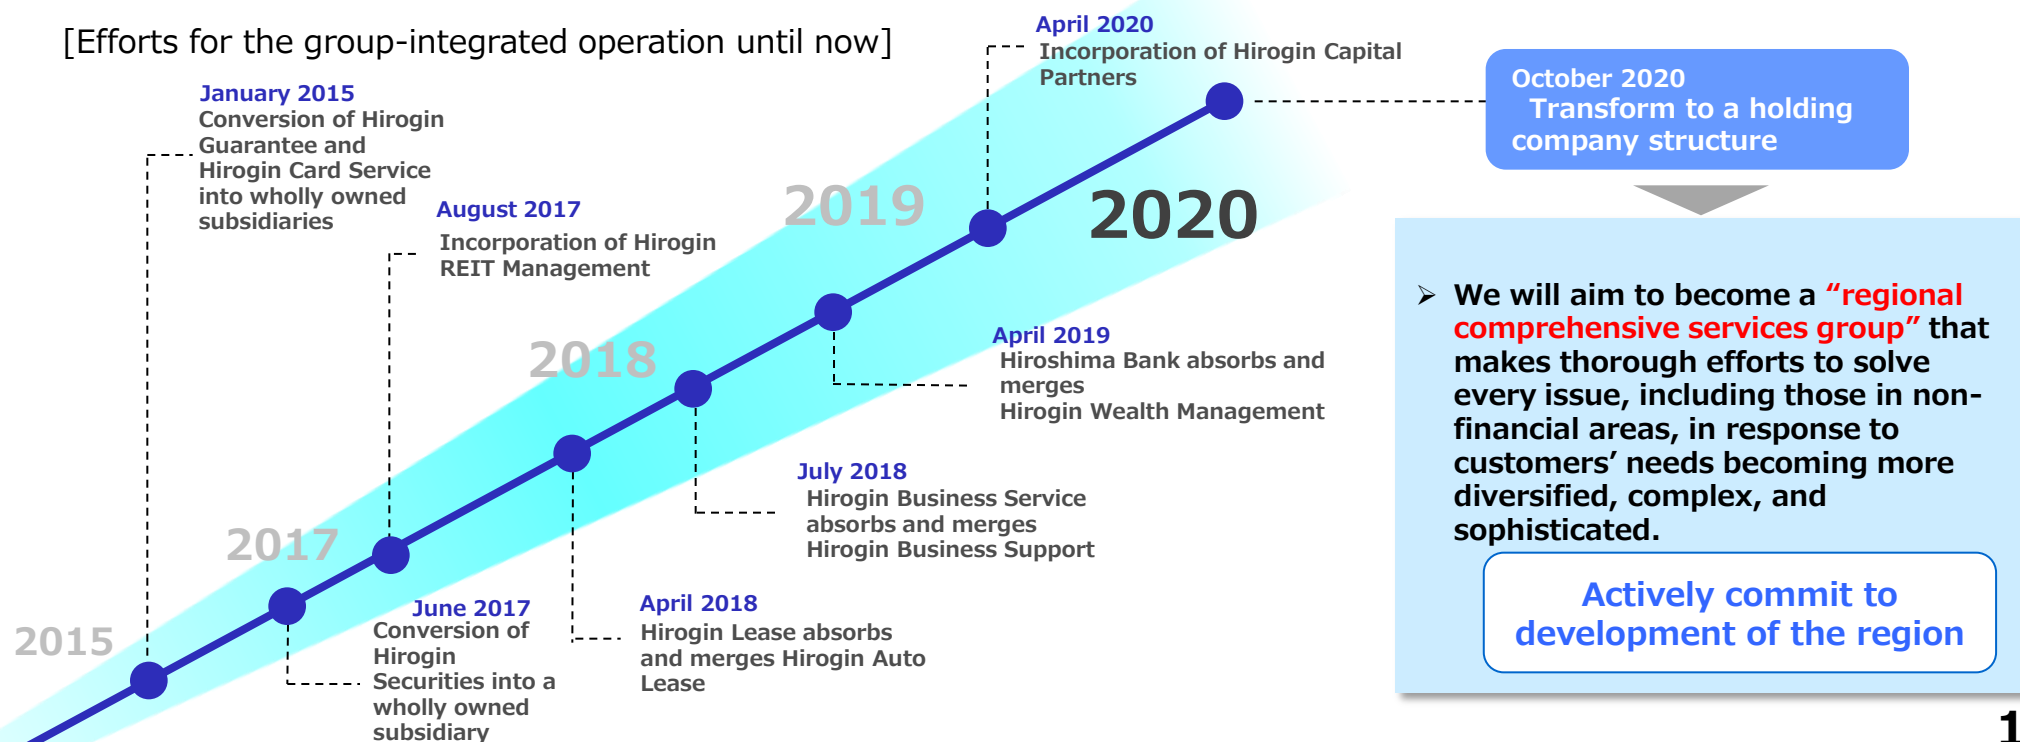 [Efforts for the group-integrated operation until now]
January 2015
Conversion of Hirogin
Guarantee and
Hirogin Card Service
into wholly owned
subsidiaries
August 2017
Incorporation of Hirogin
REIT Management
April 2020
Incorporation of Hirogin Capital
Partners
2015
2017
2018
2019
2020
June 2017
Conversion of
Hirogin
Securities into a
wholly owned
subsidiary
April 2018
Hirogin Lease absorbs
and merges Hirogin Auto
Lease
July 2018
Hirogin Business Service
absorbs and merges
Hirogin Business Support
April 2019
Hiroshima Bank absorbs and
merges
Hirogin Wealth Management
October 2020
Transform to a holding
company structure
➢ We will aim to become a “regional
comprehensive services group” that
makes thorough efforts to solve
every issue, including those in non-
financial areas, in response to
customers’ needs becoming more
diversified, complex, and
sophisticated.
Actively commit to
development of the region
1